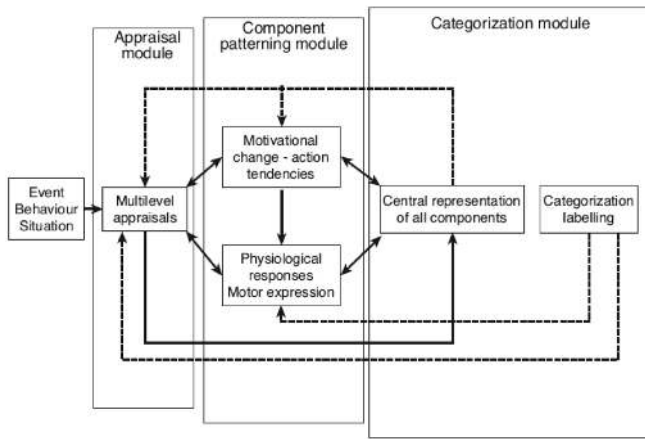 Appraisal
module
Component
patterning module
Categorization module
Event
Behaviour
Situation
Multilevel
appraisals
Motivational
change - action
tendencies
Physiological
responses
Motor expression
Central representation
of all components
Categorization
labelling